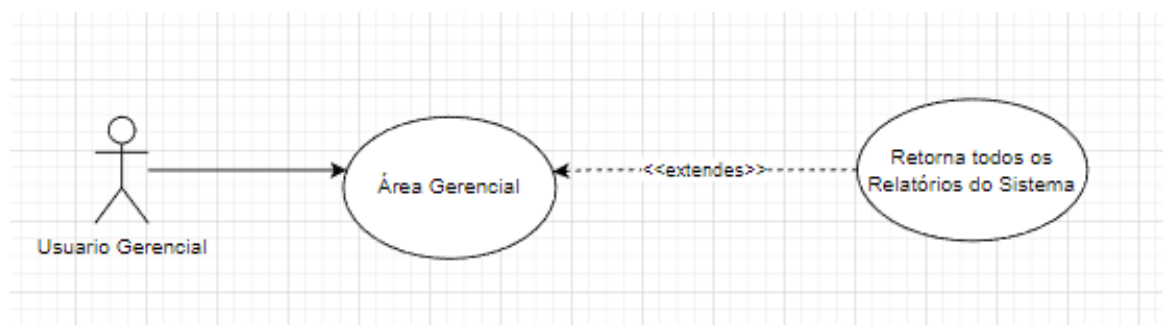 Usuario Gerencial
Área Gerencial
<<extendes>>
Retorna todos os
Relatórios do Sistema